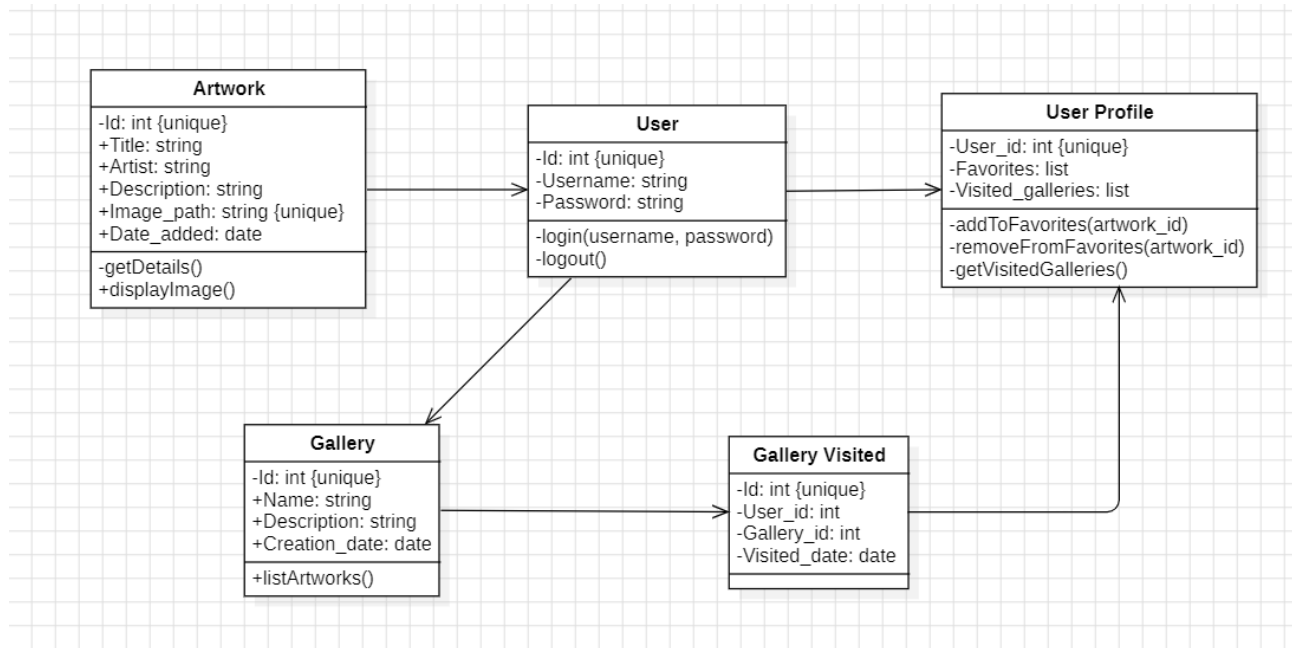 Artwork
-Id: int {unique}
+Title: string
+Artist: string
+Description: string
+Image_path: string {unique}
+Date_added: date
-getDetails()
+displayImage()
User
-Id: int {unique}
-Username: string
-Password: string
-login(username, password)
-logout()
User Profile
-User_id: int {unique}
-Favorites: list
-Visited_galleries: list
-addToFavorites(artwork_id)
-removeFromFavorites(artwork_id)
-getVisitedGalleries()
Gallery
-Id: int {unique}
+Name: string
+Description: string
+Creation_date: date
+listArtworks()
Gallery Visited
-Id: int {unique}
-User_id: int
-Gallery_id: int
-Visited_date: date